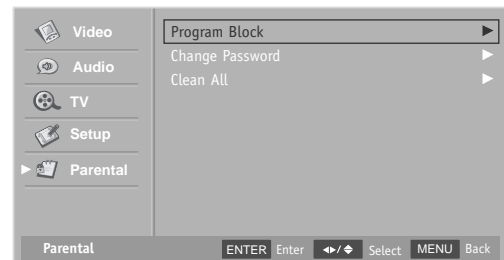 Video
Audio
TV
Setup
Parental
Program Block
Change Password
Clean All
Parental ENTER Enter Select MENU Back